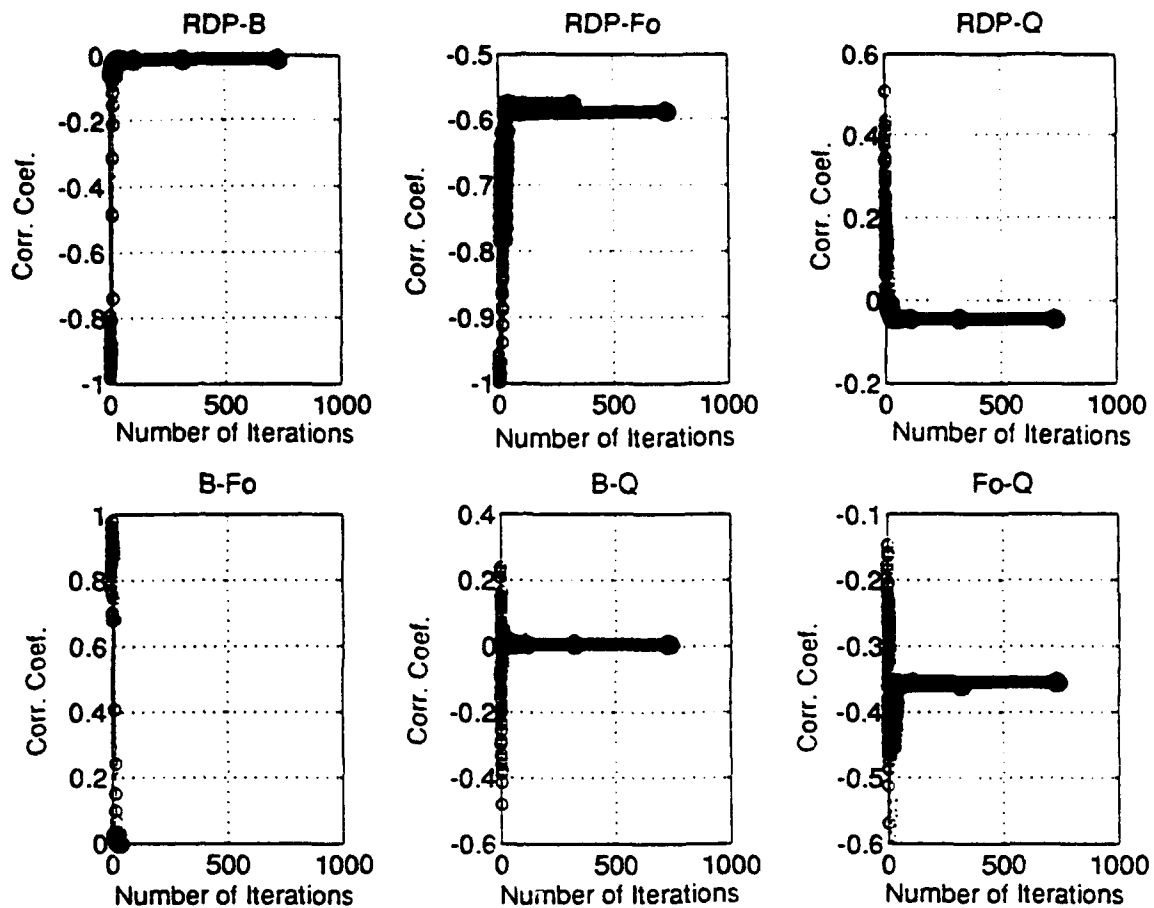 RDP-B
0
-0.2
-0.4
-0.6
-0.8
-1
Corr. Coef.
0 500 1000
Number of Iterations
RDP-Fo
-0.5
-0.6
-0.7
-0.8
-0.9
-1
Corr. Coef.
0 500 1000
Number of Iterations
RDP-Q
0.6
0.4
0.2
0
-0.2
Corr. Coef.
0 500 1000
Number of Iterations
B-Fo
1
0.8
0.6
0.4
0.2
0
Corr. Coef.
0 500 1000
Number of Iterations
B-Q
0.4
0.2
0
-0.2
-0.4
-0.6
Corr. Coef.
0 500 1000
Number of Iterations
Fo-Q
-0.1
-0.2
-0.3
-0.4
-0.5
-0.6
Corr. Coef.
0 500 1000
Number of Iterations